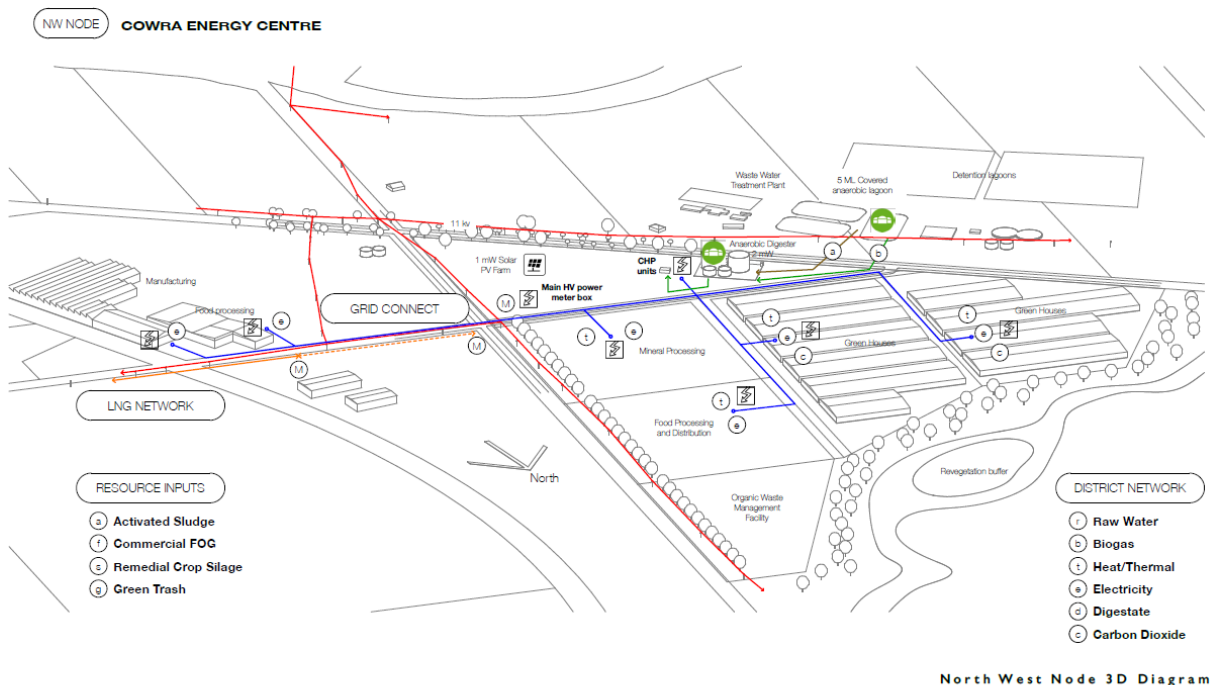 NW NODE
COWRA ENERGY CENTRE
Waste Water
Treatment Plant
5 ML Covered
anaerobic lagoon
Detention lagoons
11 kv
Anaerobic Digester
2 mW
a
b
1 mW Solar
PV Farm
CHP
units
Main HV power
meter box
M
Manufacturing
Food processing
GRID CONNECT
e
e
M
M
t
e
Mineral Processing
t
e
c
Green Houses
t
e
c
Green Houses
t
e
Food Processing
and Distribution
LNG NETWORK
North
Organic Waste
Management
Facility
Revegetation buffer
RESOURCE INPUTS
a Activated Sludge
f Commercial FOG
s Remedial Crop Silage
g Green Trash
DISTRICT NETWORK
r Raw Water
b Biogas
t Heat/Thermal
e Electricity
d Digestate
c Carbon Dioxide
North West Node 3D Diagram